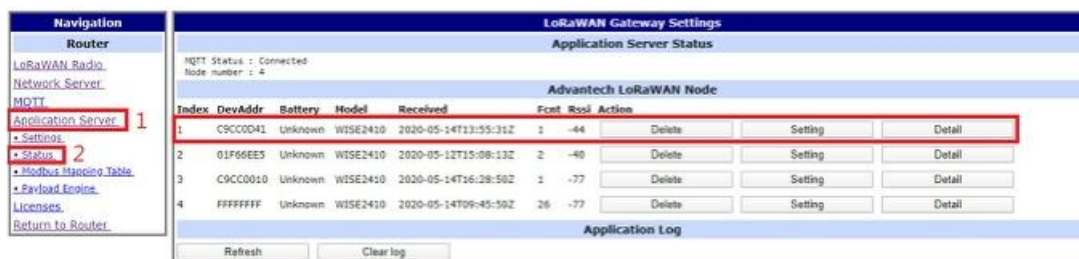 Navigation
Router
LoRaWAN Radio
Network Server
MQTT
Application Server 1
• Settings
• Status 2
• Modbus Mapping Table
• Payload Engine
Licenses
Return to Router
LoRaWAN Gateway Settings
Application Server Status
MQTT Status : Connected
Node number : 4
Advantech LoRaWAN Node
Index DevAddr Battery Model Received Fcnt Rssi Action
1 C9CC0D41 Unknown WISE2410 2020-05-14T13:55:31Z 1 -44 Delete Setting Detail
2 01F66EE5 Unknown WISE2410 2020-05-12T15:08:13Z 2 -40 Delete Setting Detail
3 C9CC0010 Unknown WISE2410 2020-05-14T16:28:50Z 1 -77 Delete Setting Detail
4 FFFFFFFF Unknown WISE2410 2020-05-14T09:45:50Z 26 -77 Delete Setting Detail
Application Log
Refresh Clear log